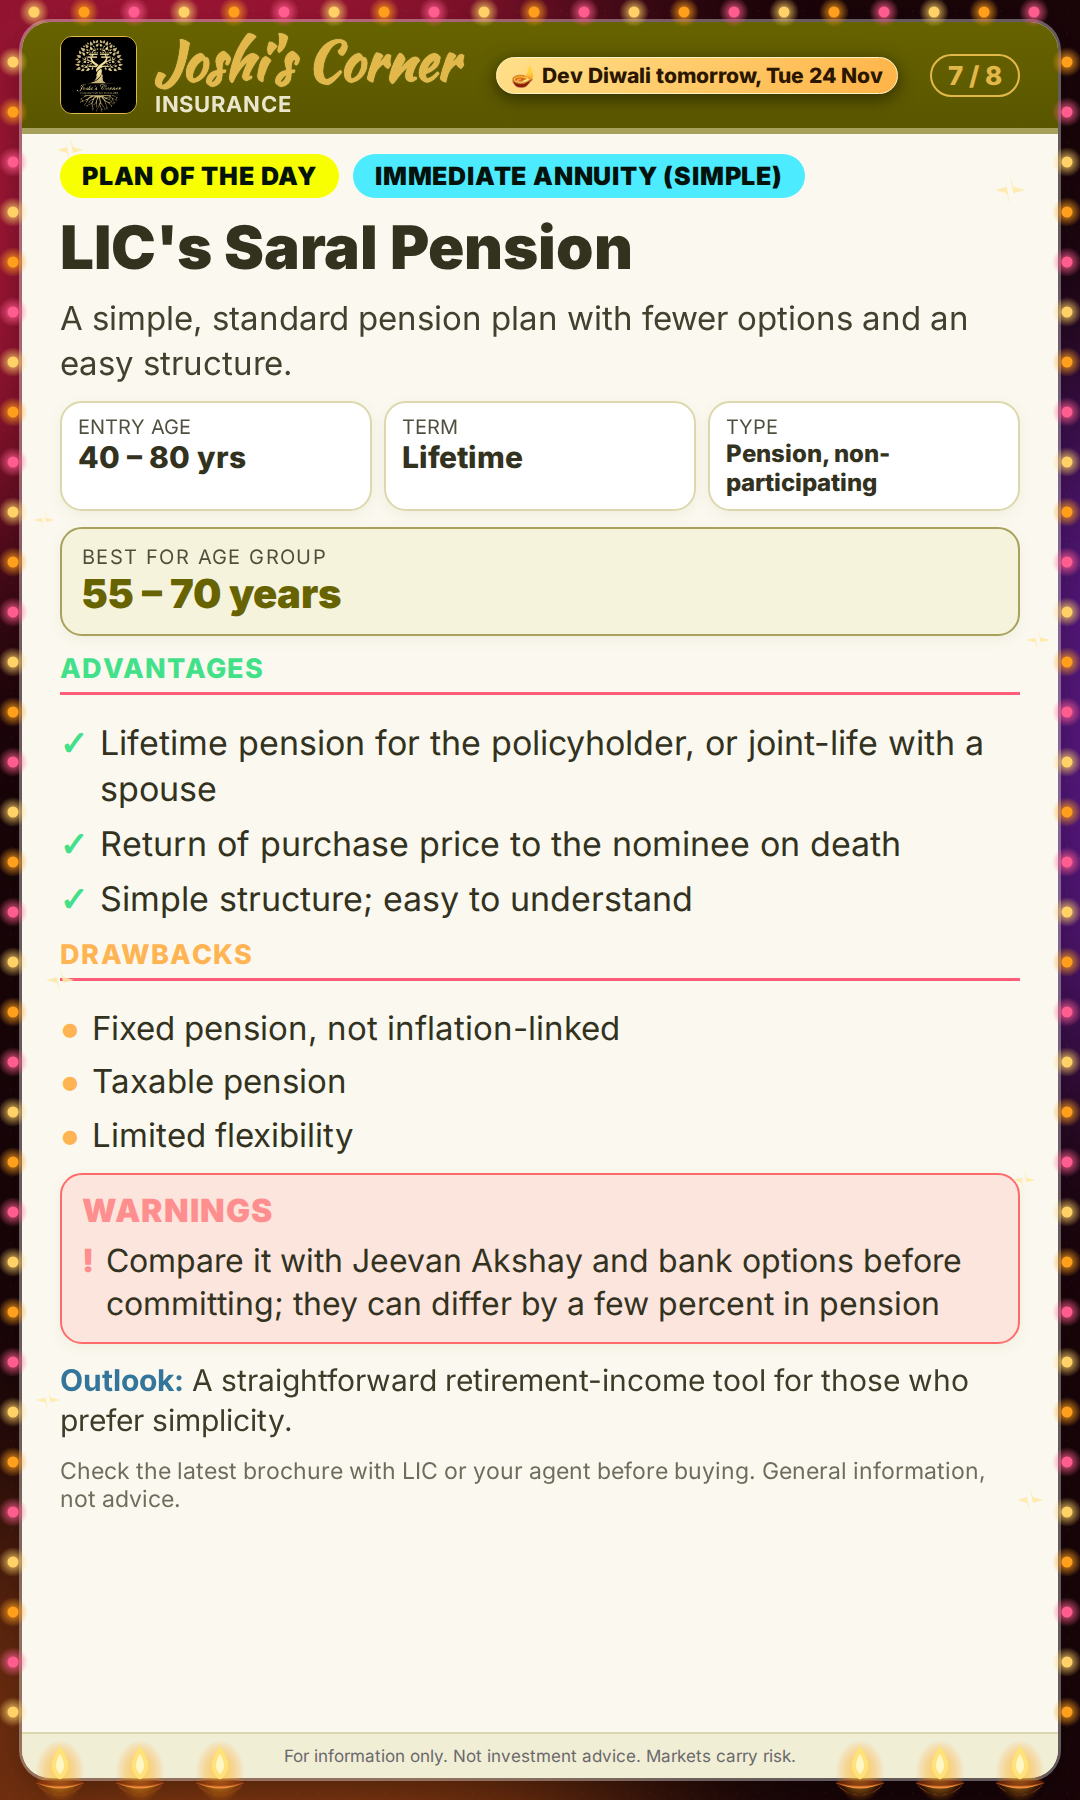 Joshi's Corner
INSURANCE
Joshi's Corner
🪔 Dev Diwali tomorrow, Tue 24 Nov
7 / 8
PLAN OF THE DAY
IMMEDIATE ANNUITY (SIMPLE)
LIC's Saral Pension
A simple, standard pension plan with fewer options and an
easy structure.
ENTRY AGE
40 – 80 yrs
TERM
Lifetime
TYPE
Pension, non-
participating
BEST FOR AGE GROUP
55 – 70 years
ADVANTAGES
✓ Lifetime pension for the policyholder, or joint-life with a
spouse
✓ Return of purchase price to the nominee on death
✓ Simple structure; easy to understand
DRAWBACKS
● Fixed pension, not inflation-linked
● Taxable pension
● Limited flexibility
WARNINGS
! Compare it with Jeevan Akshay and bank options before
committing; they can differ by a few percent in pension
Outlook: A straightforward retirement-income tool for those who
prefer simplicity.
Check the latest brochure with LIC or your agent before buying. General information,
not advice.
For information only. Not investment advice. Markets carry risk.